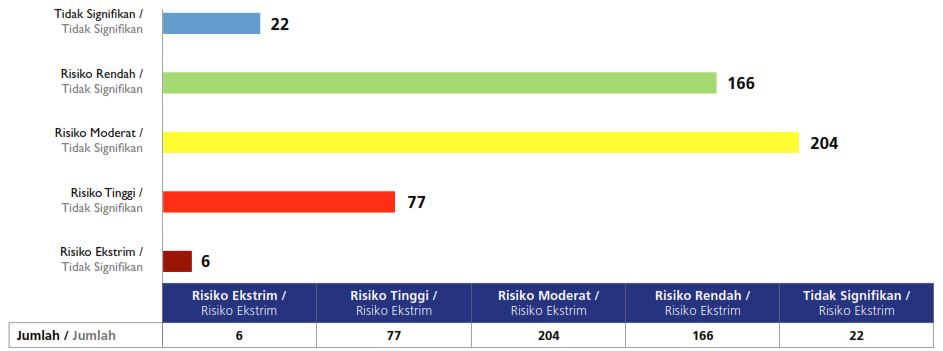 Tidak Signifikan /
Tidak Signifikan
22
Risiko Rendah /
Tidak Signifikan
166
Risiko Moderat /
Tidak Signifikan
204
Risiko Tinggi /
Tidak Signifikan
77
Risiko Ekstrim /
Tidak Signifikan
6
Risiko Ekstrim / Risiko Tinggi / Risiko Moderat / Risiko Rendah / Tidak Signifikan /
Risiko Ekstrim Risiko Ekstrim Risiko Ekstrim Risiko Ekstrim Risiko Ekstrim
Jumlah / Jumlah 6 77 204 166 22